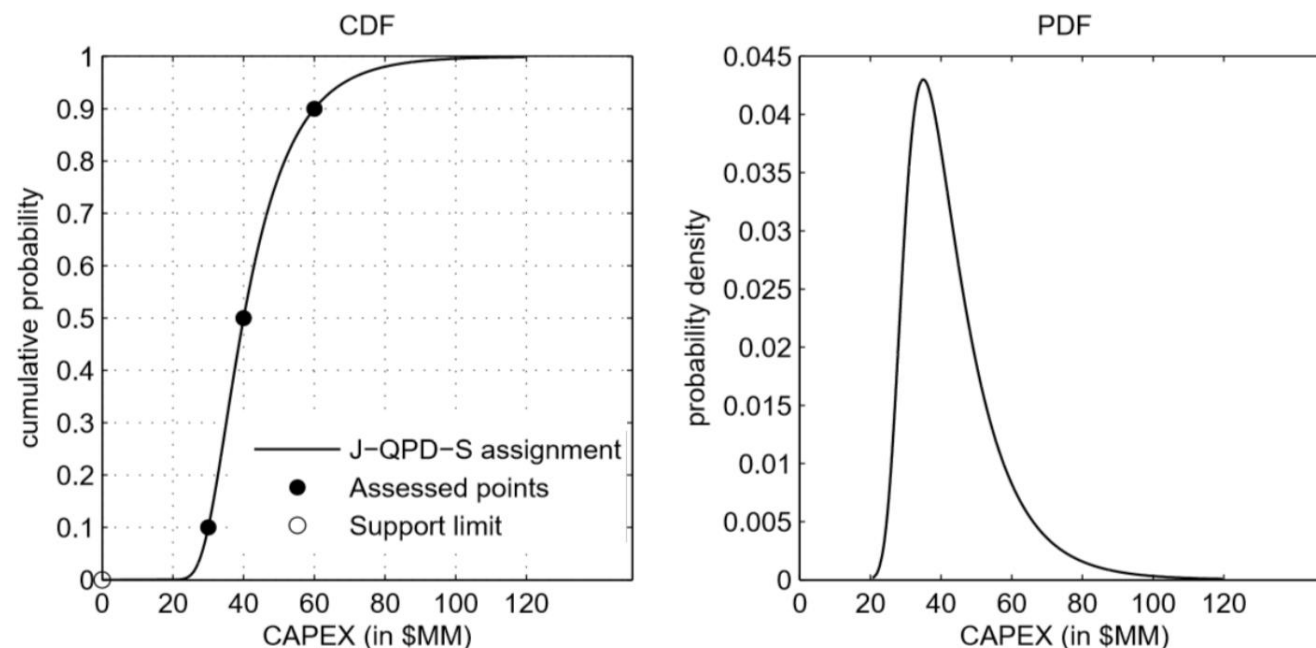 CDF
1
0.9
0.8
0.7
0.6
0.5
0.4
0.3
0.2
0.1
0
cumulative probability
J−QPD−S assignment
Assessed points
Support limit
0 20 40 60 80 100 120
CAPEX (in $MM)
PDF
0.045
0.04
0.035
0.03
0.025
0.02
0.015
0.01
0.005
0
probability density
0 20 40 60 80 100 120
CAPEX (in $MM)